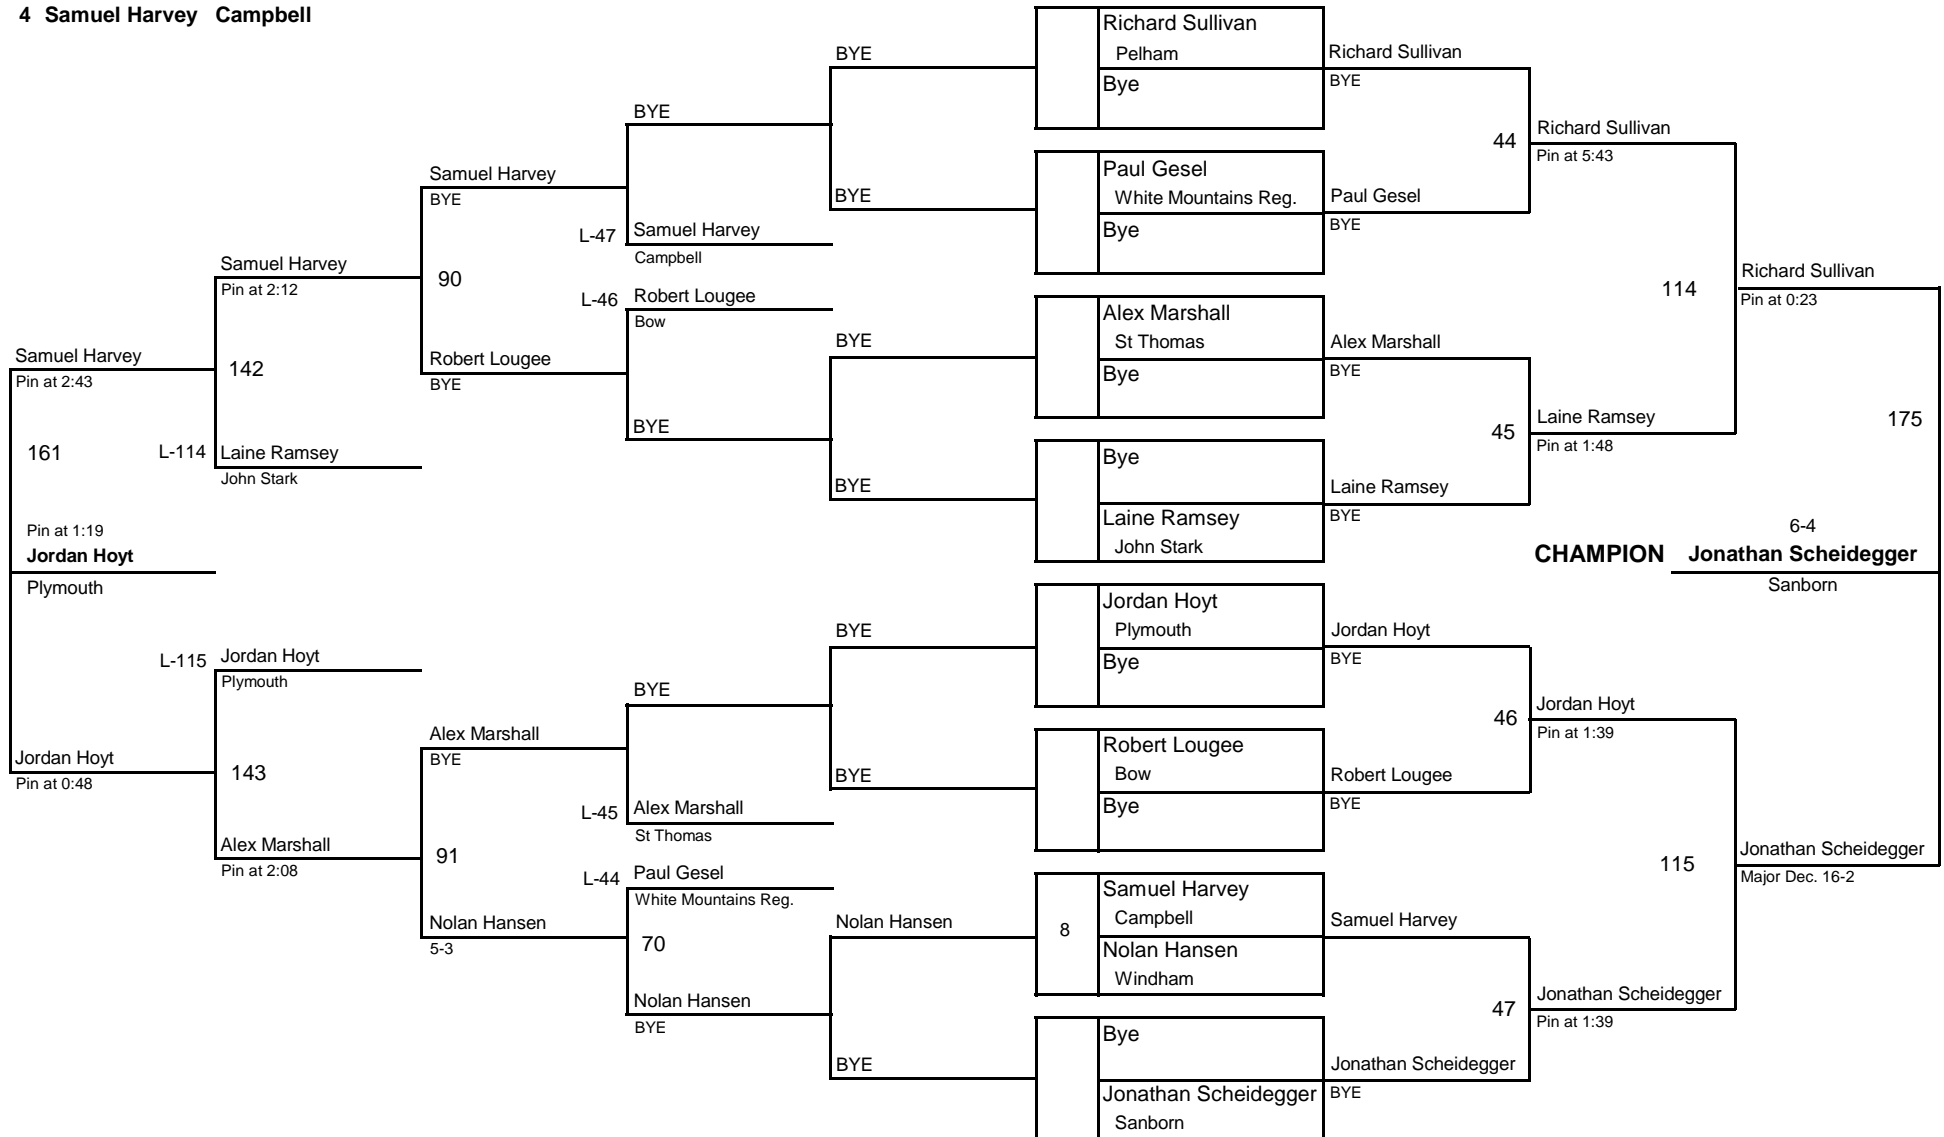 4 Samuel Harvey Campbell
Richard Sullivan
Pelham
Bye
BYE
Richard Sullivan
BYE
BYE
44
Richard Sullivan
Pin at 5:43
Paul Gesel
White Mountains Reg.
Bye
Samuel Harvey
BYE
BYE
Paul Gesel
BYE
L-47
Samuel Harvey
Campbell
Samuel Harvey
Pin at 2:12
90
114
Richard Sullivan
Pin at 0:23
L-46
Robert Lougee
Bow
Alex Marshall
St Thomas
Bye
BYE
Alex Marshall
BYE
Samuel Harvey
Pin at 2:43
142
Robert Lougee
BYE
BYE
45
Laine Ramsey
Pin at 1:48
175
161
L-114
Laine Ramsey
John Stark
Bye
Laine Ramsey
John Stark
BYE
Laine Ramsey
BYE
Pin at 1:19
Jordan Hoyt
Plymouth
6-4
CHAMPION Jonathan Scheidegger
Sanborn
Jordan Hoyt
Plymouth
Bye
BYE
Jordan Hoyt
BYE
L-115
Jordan Hoyt
Plymouth
BYE
46
Jordan Hoyt
Pin at 1:39
Alex Marshall
BYE
Robert Lougee
Bow
Bye
Jordan Hoyt
Pin at 0:48
143
BYE
Robert Lougee
BYE
L-45
Alex Marshall
St Thomas
Alex Marshall
Pin at 2:08
91
115
Jonathan Scheidegger
Major Dec. 16-2
L-44
Paul Gesel
White Mountains Reg.
8
Samuel Harvey
Campbell
Nolan Hansen
Windham
Nolan Hansen
5-3
70
Nolan Hansen
Samuel Harvey
Nolan Hansen
BYE
47
Jonathan Scheidegger
Pin at 1:39
Bye
Jonathan Scheidegger
Sanborn
BYE
Jonathan Scheidegger
BYE